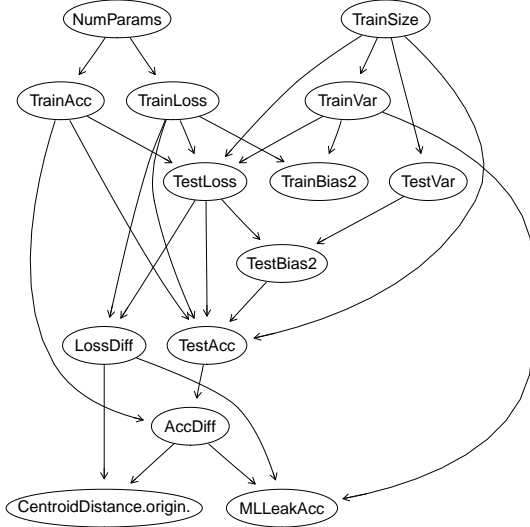 NumParams
TrainSize
TrainAcc
TrainLoss
TrainVar
TestLoss
TrainBias2
TestVar
TestBias2
LossDiff
TestAcc
AccDiff
CentroidDistance.origin.
MLLeakAcc